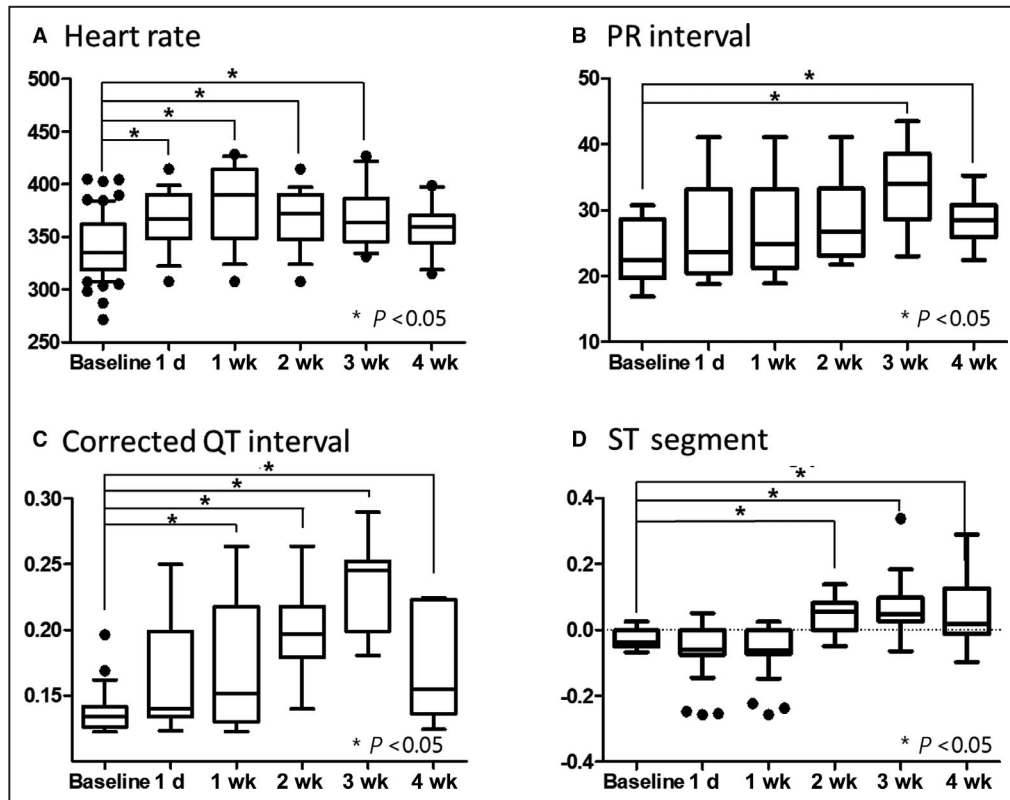 A Heart rate
500
450
400
350
300
250
*
*
*
*
* P <0.05
Baseline 1 d 1 wk 2 wk 3 wk 4 wk
B PR interval
50
40
30
20
10
*
*
* P <0.05
Baseline 1 d 1 wk 2 wk 3 wk 4 wk
C Corrected QT interval
0.30
0.25
0.20
0.15
*
*
*
*
* P <0.05
Baseline 1 d 1 wk 2 wk 3 wk 4 wk
D ST segment
0.4
0.2
0.0
-0.2
-0.4
*
*
*
* P <0.05
Baseline 1 d 1 wk 2 wk 3 wk 4 wk